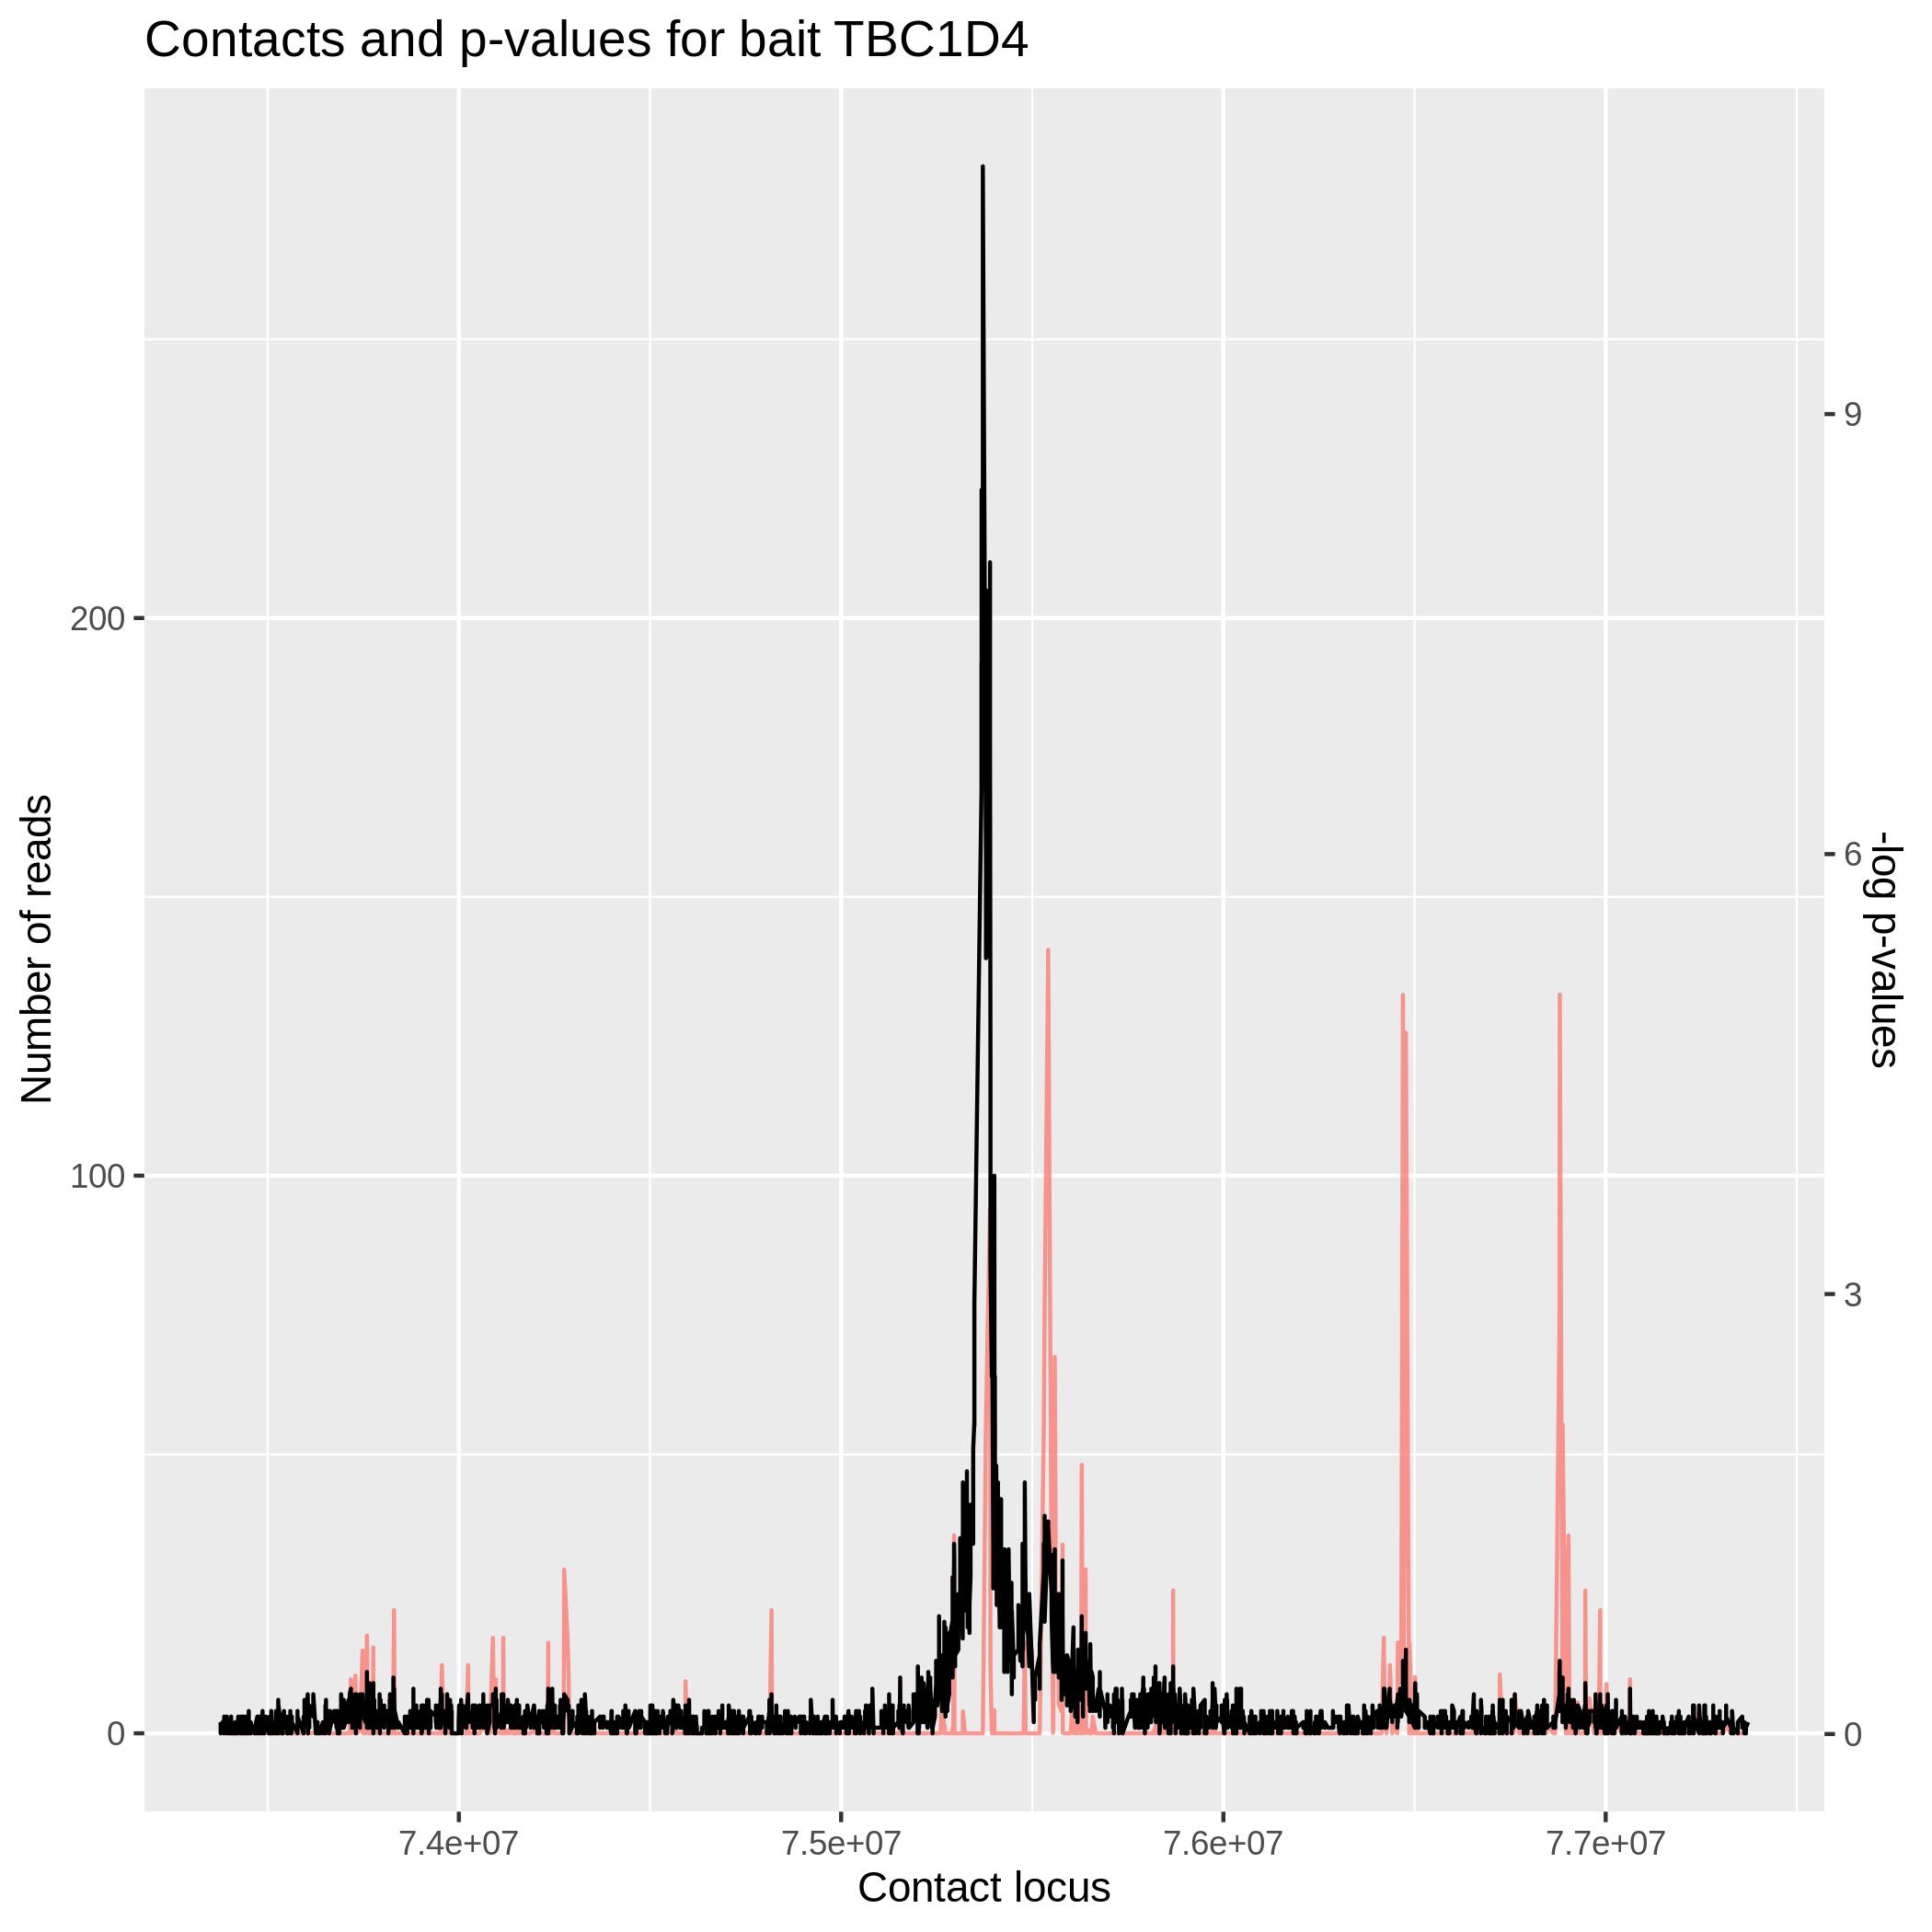 Contacts and p-values for bait TBC1D4
Number of reads
200
100
0
9
6
3
0
-log p-values
7.4e+07
7.5e+07
7.6e+07
7.7e+07
Contact locus